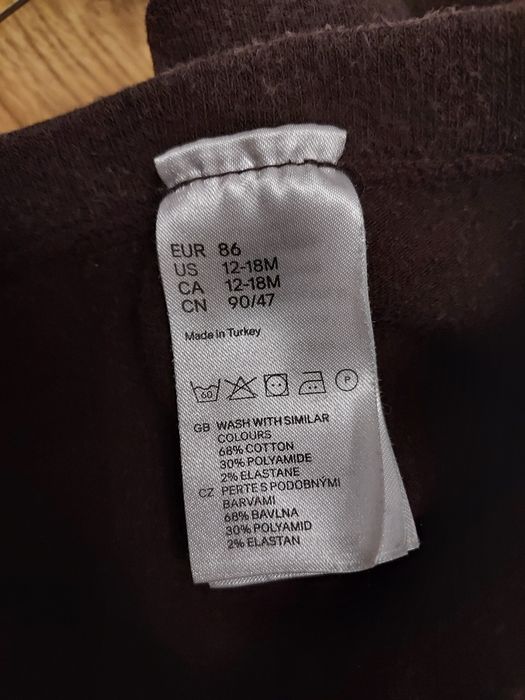 EUR 86
US 12-18M
CA 12-18M
CN 90/47
Made in Turkey
60
P
GB WASH WITH SIMILAR
COLOURS
68% COTTON
30% POLYAMIDE
2% ELASTANE
CZ PERTE S PODOBNÝMI
BARVAMI
68% BAVLNA
30% POLYAMID
2% ELASTAN